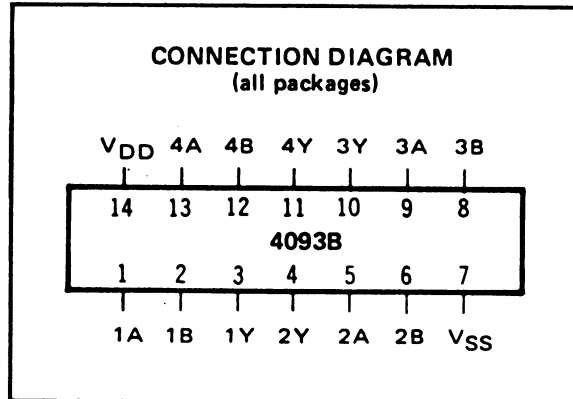 CONNECTION DIAGRAM
(all packages)
VDD 4A 4B 4Y 3Y 3A 3B
14 13 12 11 10 9 8
4093B
1 2 3 4 5 6 7
1A 1B 1Y 2Y 2A 2B VSS